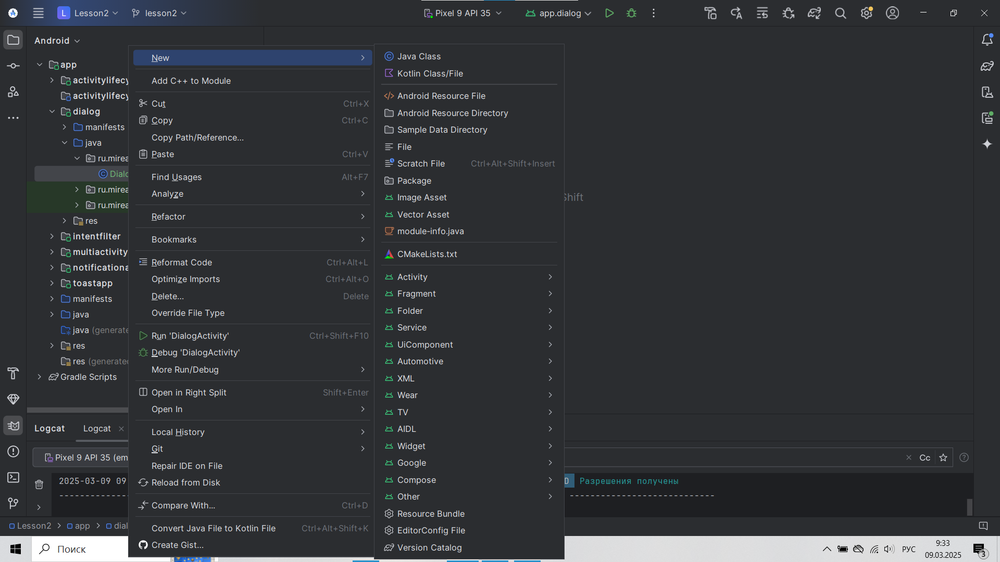 L Lesson2 lesson2 Pixel 9 API 35 app.dialog
Android
app
activitylifecy
activitylifecy
dialog
manifests
java
ru.mirea
Dialo
ru.mirea
ru.mirea
res
intentfilter
multiactivity
notificationa
toastapp
manifests
java
java (generate
res
res (generated
Gradle Scripts
New
Add C++ to Module
Cut Ctrl+X
Copy Ctrl+C
Copy Path/Reference...
Paste Ctrl+V
Find Usages Alt+F7
Analyze
Refactor
Bookmarks
Reformat Code Ctrl+Alt+L
Optimize Imports Ctrl+Alt+O
Delete... Delete
Override File Type
Run 'DialogActivity' Ctrl+Shift+F10
Debug 'DialogActivity'
More Run/Debug
Open in Right Split Shift+Enter
Open In
Local History
Git
Repair IDE on File
Reload from Disk
Compare With... Ctrl+D
Convert Java File to Kotlin File Ctrl+Alt+Shift+K
Create Gist...
Java Class
Kotlin Class/File
Android Resource File
Android Resource Directory
Sample Data Directory
File
Scratch File Ctrl+Alt+Shift+Insert
Package
Image Asset
Vector Asset
module-info.java
CMakeLists.txt
Activity
Fragment
Folder
Service
UiComponent
Automotive
XML
Wear
TV
AIDL
Widget
Google
Compose
Other
Resource Bundle
EditorConfig File
Version Catalog
Shift
Logcat Logcat
Pixel 9 API 35 (em Cc
2025-03-09 09 D Разрешения получены
Lesson2 app dial
Поиск
РУС
9:33
09.03.2025
3